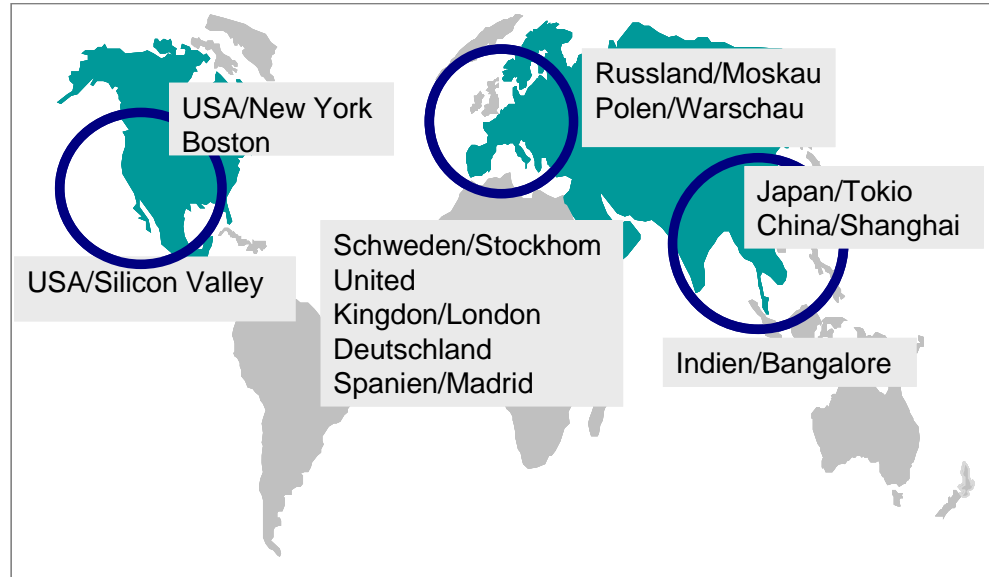 USA/New York
Boston
USA/Silicon Valley
Russland/Moskau
Polen/Warschau
Schweden/Stockhom
United
Kingdon/London
Deutschland
Spanien/Madrid
Japan/Tokio
China/Shanghai
Indien/Bangalore